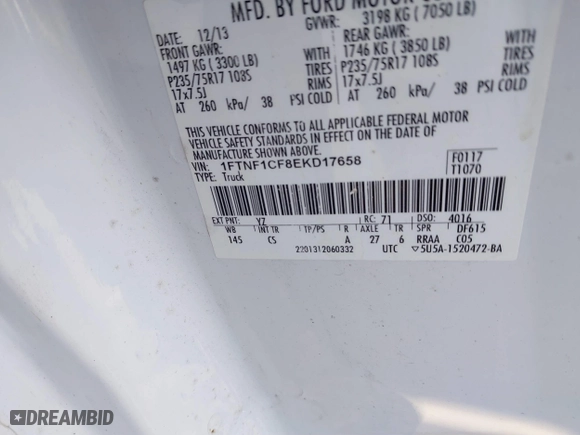 MFD. BY FORD MOTOR
DATE: 12/13
GVWR: 3198 KG ( 7050 LB)
FRONT GAWR:
REAR GAWR:
1497 KG ( 3300 LB)
1746 KG ( 3850 LB)
P235/75R17 108S TIRES
P235/75R17 108S TIRES
17x7.5J RIMS
17x7.5J RIMS
AT 260 kPa/ 38 PSI COLD
AT 260 kPa/ 38 PSI COLD
THIS VEHICLE CONFORMS TO ALL APPLICABLE FEDERAL MOTOR
VEHICLE SAFETY STANDARDS IN EFFECT ON THE DATE OF
MANUFACTURE SHOWN ABOVE.
VIN: 1FTNF1CF8EKD17658
TYPE: Truck
F0117
T1070
EXT PNT: YZ RC: 71 DSO: 4016
WB INT TR TP/PS R AXLE TR SPR DF615
145 CS A 27 6 RRAA C05
2201312060332 UTC 5U5A-1520472-BA
DREAMBID